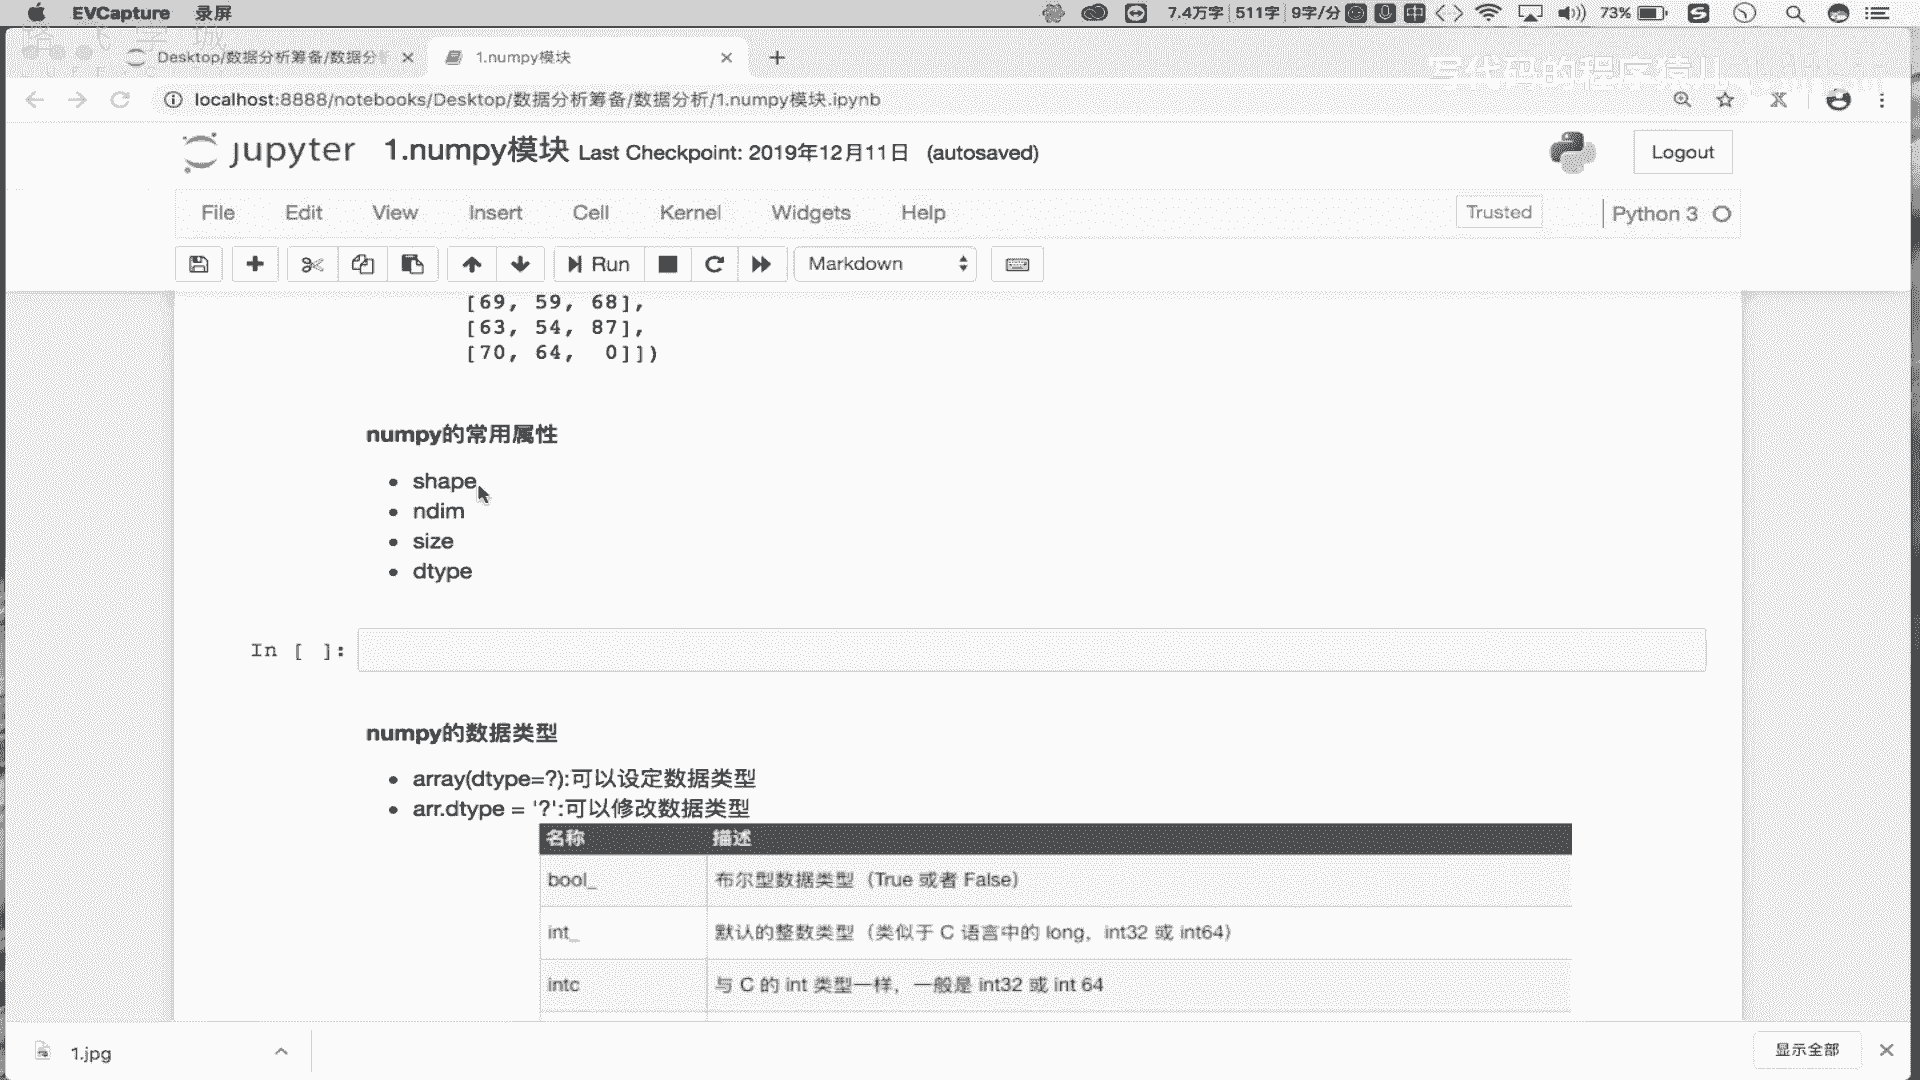 EVCapture 录屏 7.4万字 511字 9字/分 中 73% S
Desktop/数据分析筹备/数据分析 1.numpy模块
写代码的程序猿儿
localhost:8888/notebooks/Desktop/数据分析筹备/数据分析/1.numpy模块.ipynb
jupyter 1.numpy模块 Last Checkpoint: 2019年12月11日 (autosaved) Logout
File Edit View Insert Cell Kernel Widgets Help Trusted Python 3
Run Markdown
[69, 59, 68],
[63, 54, 87],
[70, 64, 0]])
numpy的常用属性
shape
ndim
size
dtype
In [ ]:
numpy的数据类型
array(dtype=?):可以设定数据类型
arr.dtype = '?':可以修改数据类型
名称 描述
bool_ 布尔型数据类型（True 或者 False）
int_ 默认的整数类型（类似于 C 语言中的 long，int32 或 int64）
intc 与 C 的 int 类型一样，一般是 int32 或 int 64
1.jpg 显示全部